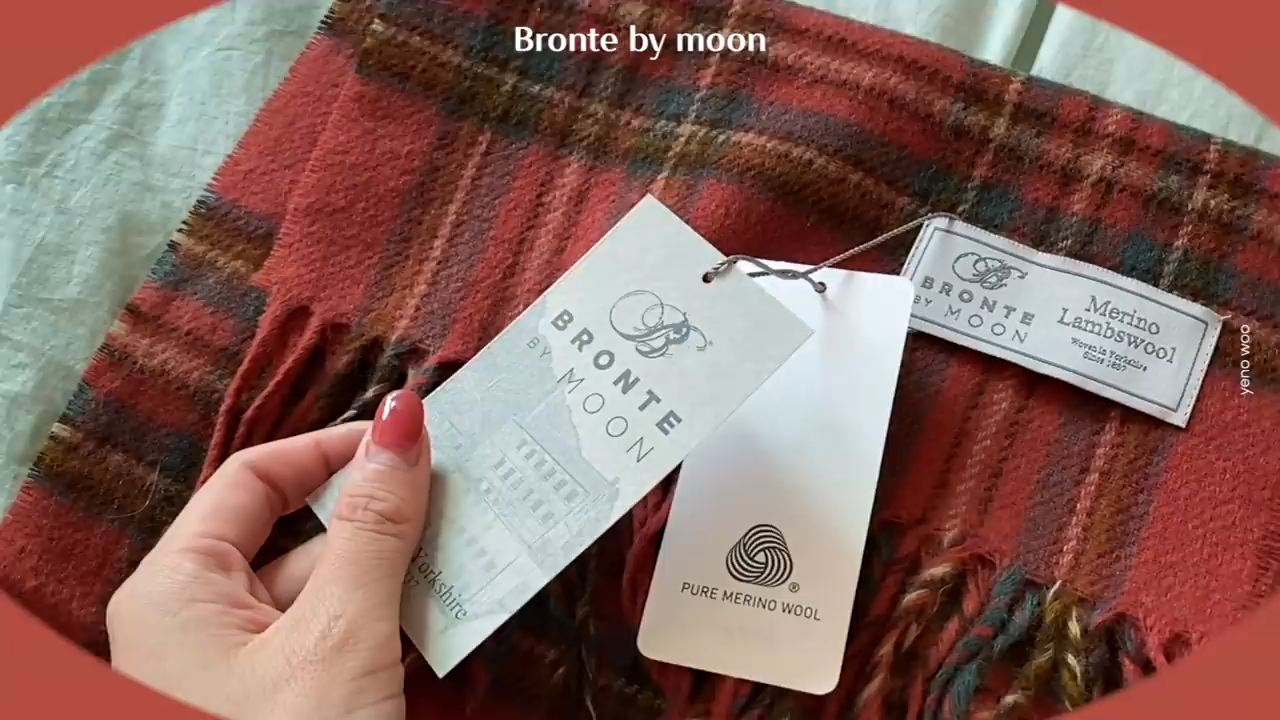 Bronte by moon
BRONTE
BY MOON
Yorkshire
PURE MERINO WOOL
®
BRONTE
BY MOON
Merino
Lambswool
Woven in Yorkshire
Since 1837
yeno woo